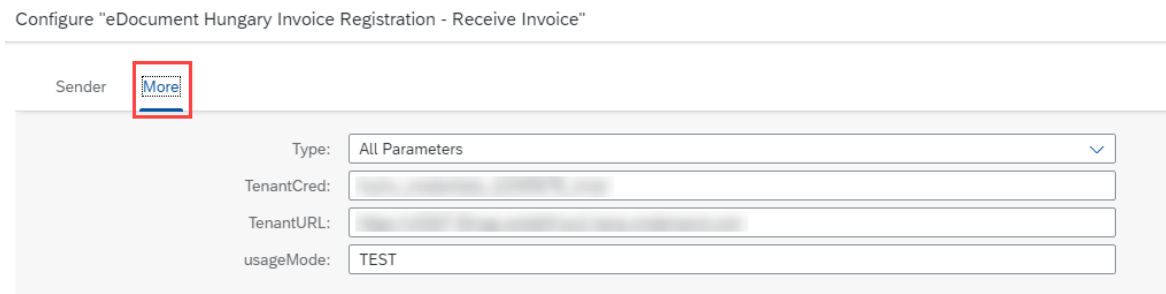 Configure "eDocument Hungary Invoice Registration - Receive Invoice"
Sender More
Type: All Parameters
TenantCred:
TenantURL:
usageMode: TEST